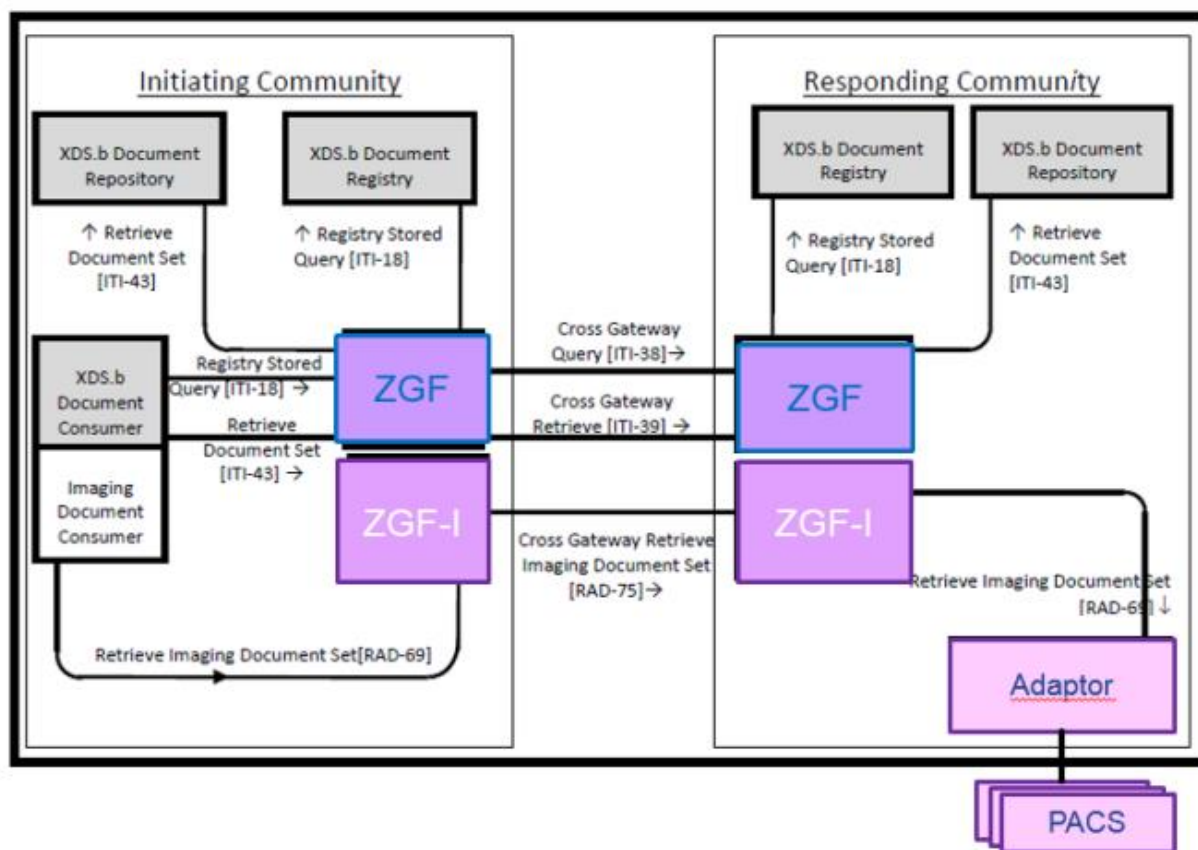 Initiating Community
XDS.b Document
Repository
XDS.b Document
Registry
↑ Retrieve
Document Set
[ITI-43]
↑ Registry Stored
Query [ITI-18]
XDS.b
Document
Consumer
Imaging
Document
Consumer
Registry Stored
Query [ITI-18] →
Retrieve
Document Set
[ITI-43] →
ZGF
ZGF-I
Retrieve Imaging Document Set[RAD-69]
Cross Gateway
Query [ITI-38]→
Cross Gateway
Retrieve [ITI-39] →
Cross Gateway Retrieve
Imaging Document Set
[RAD-75]→
Responding Community
XDS.b Document
Registry
XDS.b Document
Repository
↑ Registry Stored
Query [ITI-18]
↑ Retrieve
Document Set
[ITI-43]
ZGF
ZGF-I
Retrieve Imaging Document Set
[RAD-69] ↓
Adaptor
PACS